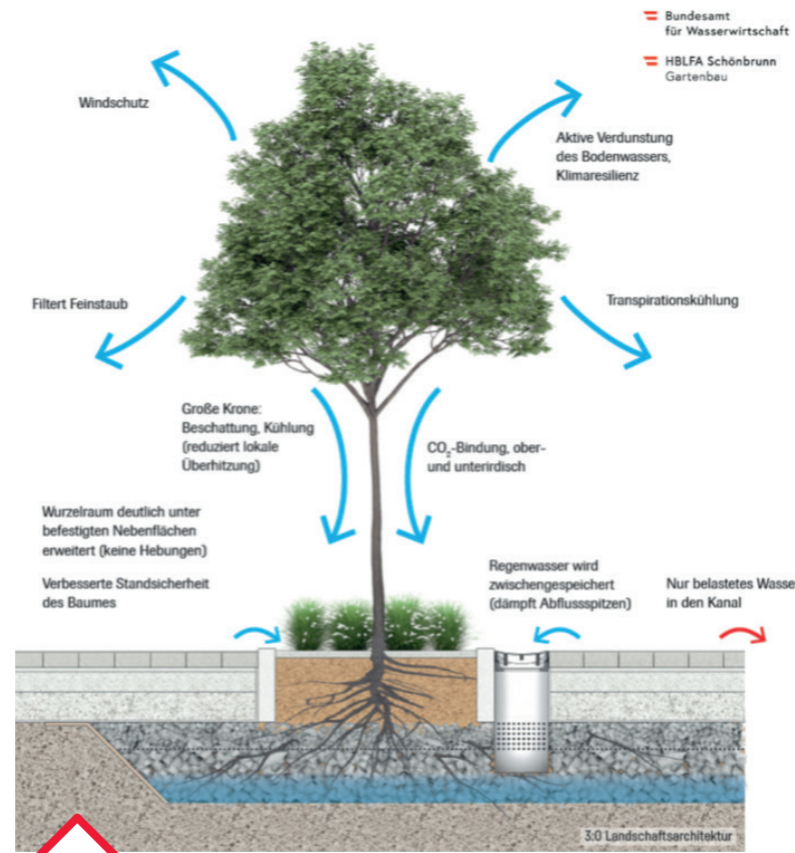 Bundesamt
für Wasserwirtschaft
HBLFA Schönbrunn
Gartenbau
Windschutz
Aktive Verdunstung
des Bodenwassers,
Klimaresilienz
Filtert Feinstaub
Transpirationskühlung
Große Krone:
Beschattung, Kühlung
(reduziert lokale
Überhitzung)
CO₂-Bindung, ober-
und unterirdisch
Wurzelraum deutlich unter
befestigten Nebenflächen
erweitert (keine Hebungen)
Verbesserte Standsicherheit
des Baumes
Regenwasser wird
zwischengespeichert
(dämpft Abflussspitzen)
Nur belastetes Wasse
in den Kanal
3:0 Landschaftsarchitektur